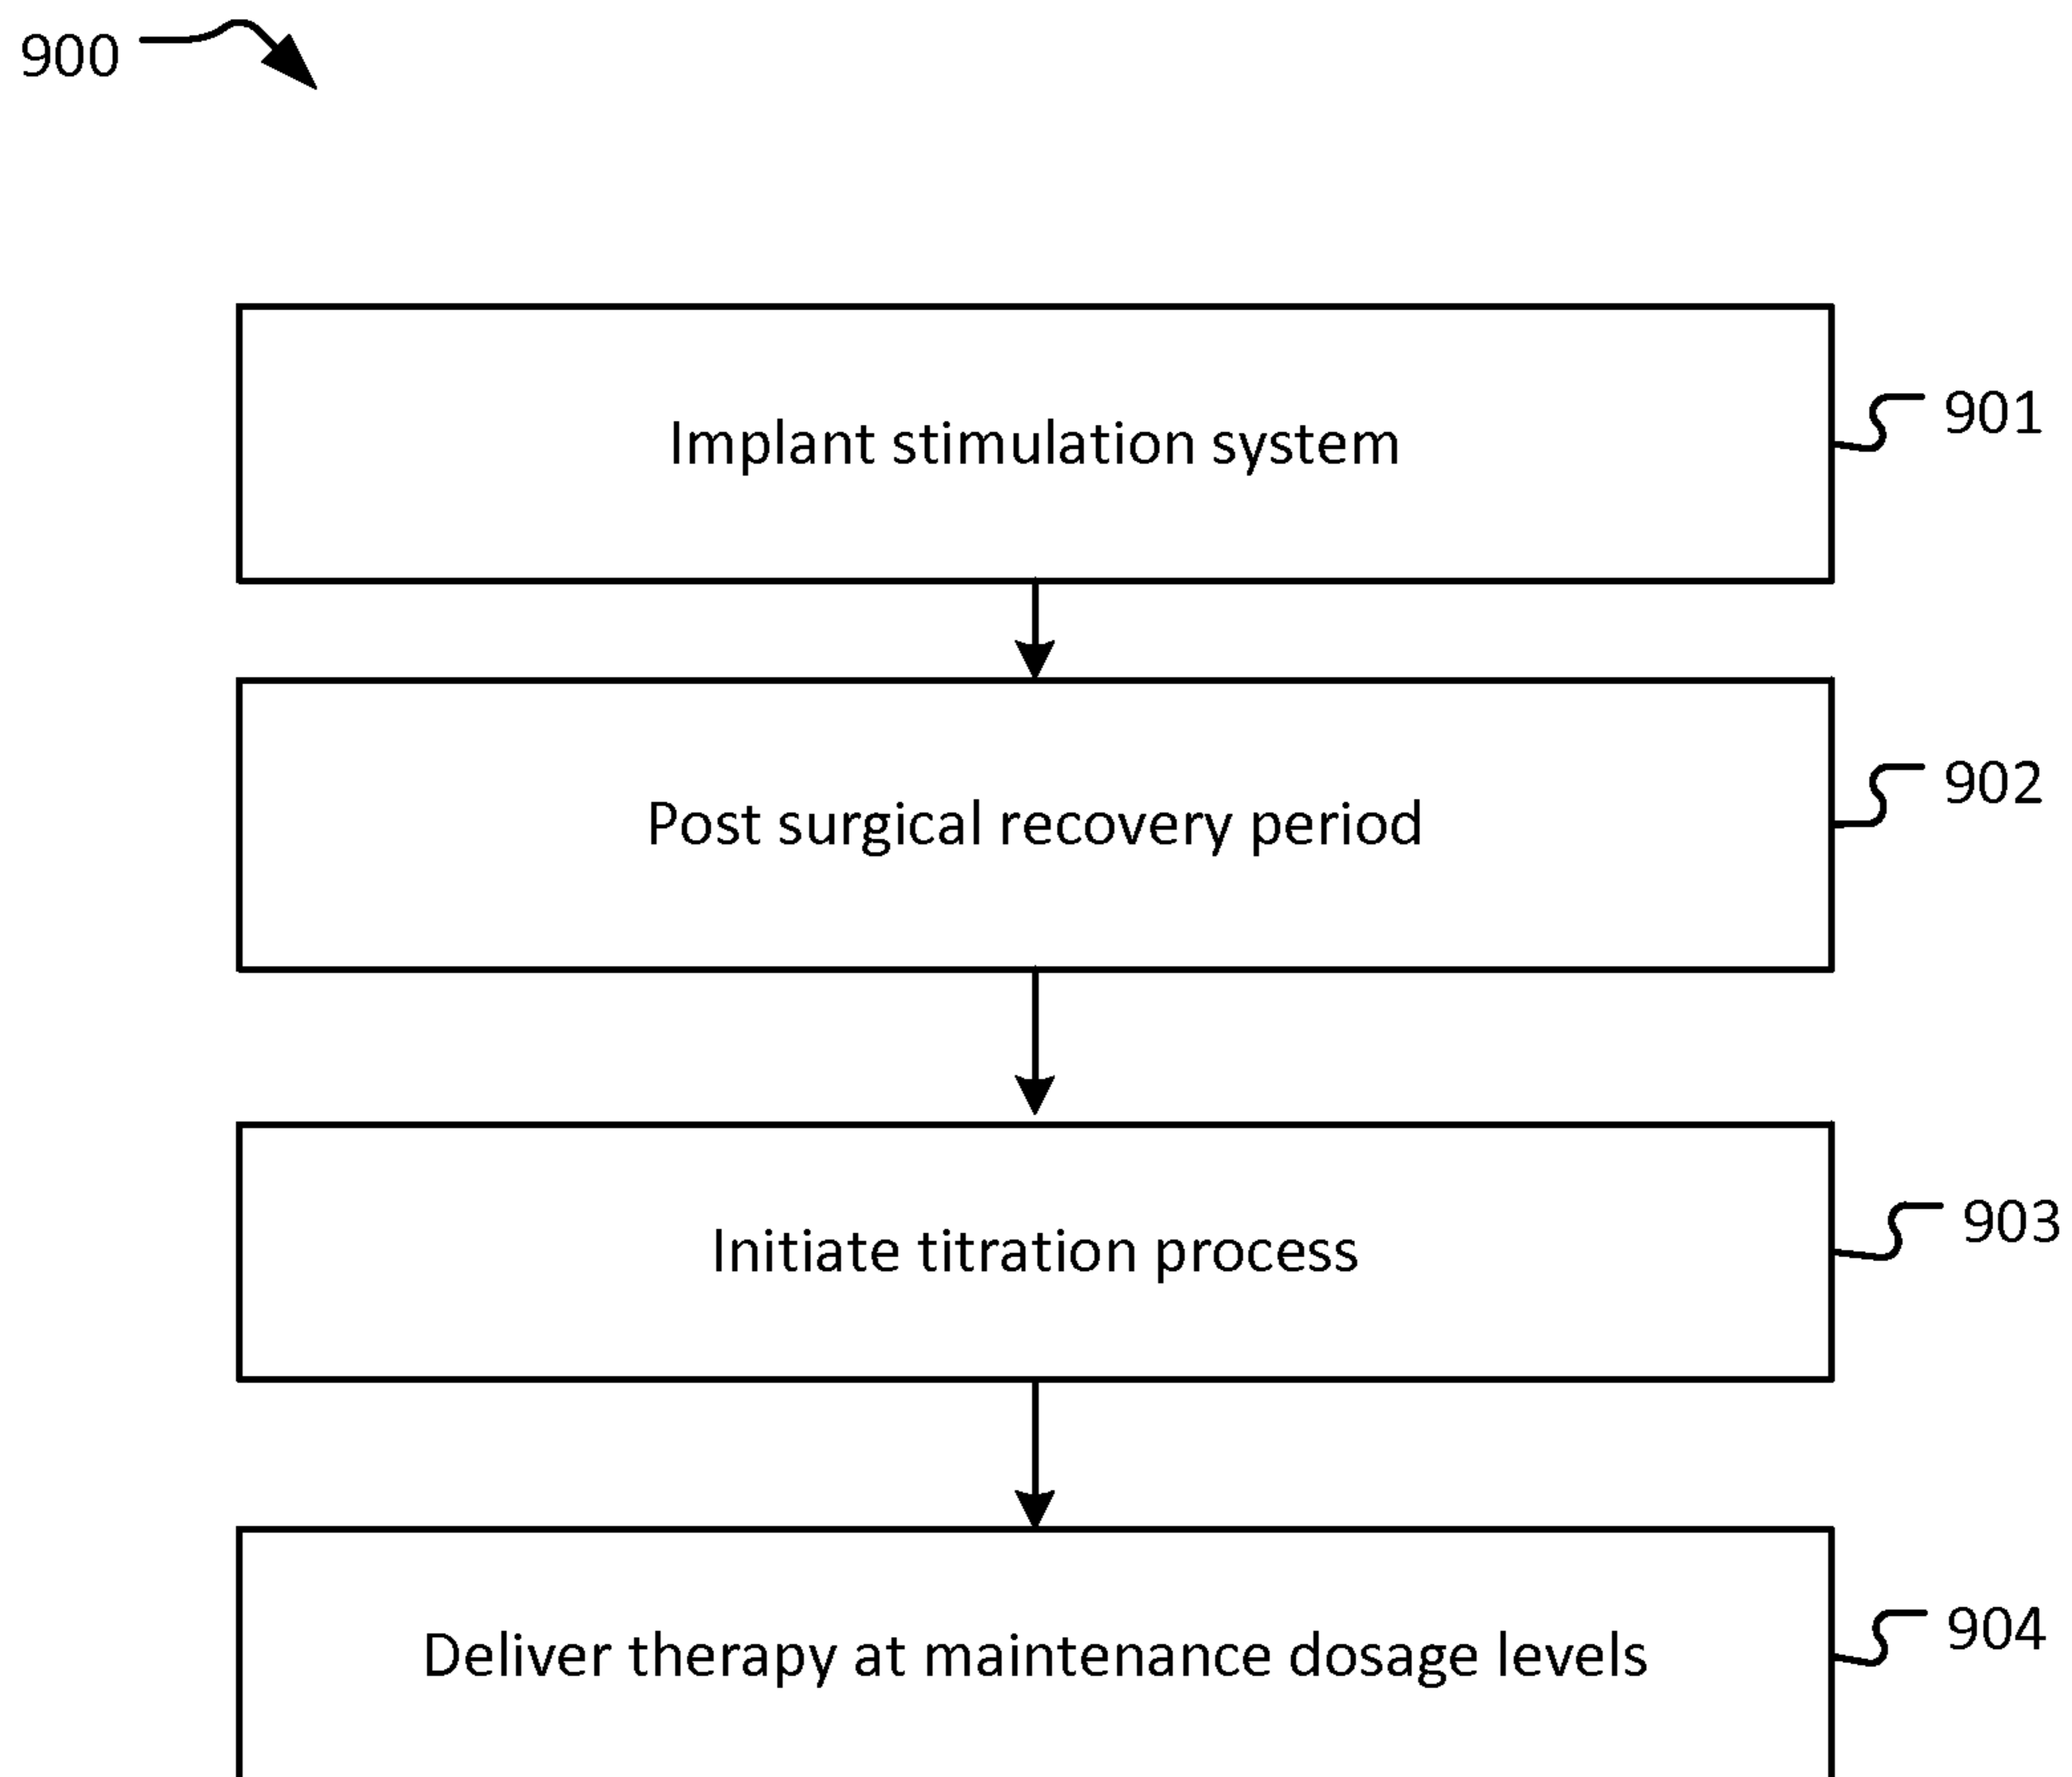 900
Implant stimulation system
901
Post surgical recovery period
902
Initiate titration process
903
Deliver therapy at maintenance dosage levels
904